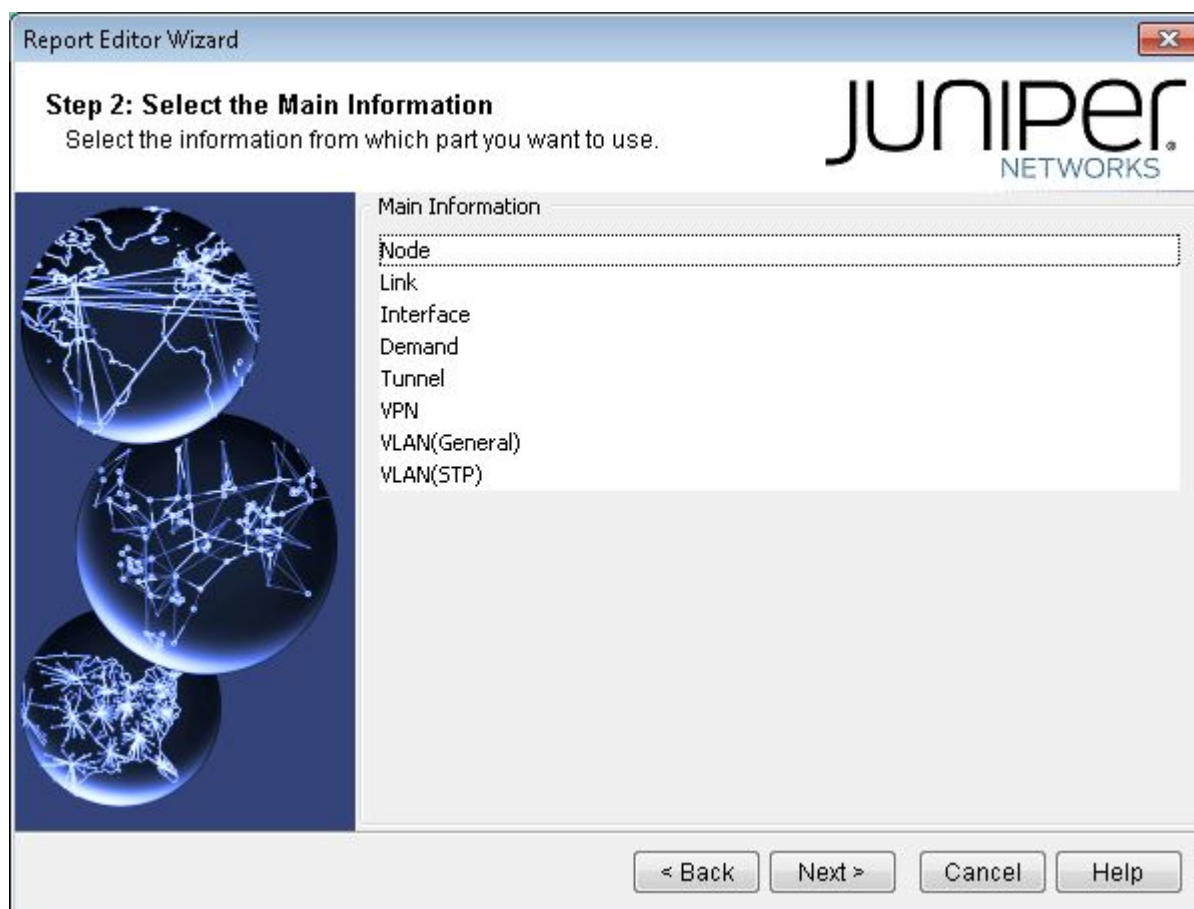 Report Editor Wizard
Step 2: Select the Main Information
Select the information from which part you want to use.
JUNIPER
NETWORKS
Main Information
Node
Link
Interface
Demand
Tunnel
VPN
VLAN(General)
VLAN(STP)
< Back
Next >
Cancel
Help